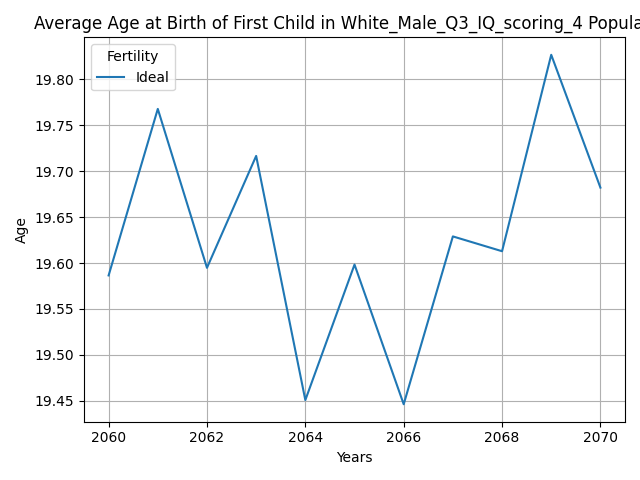 Average Age at Birth of First Child in White_Male_Q3_IQ_scoring_4 Popula
Fertility
Ideal
19.80
19.75
19.70
19.65
19.60
19.55
19.50
19.45
Age
2060 2062 2064 2066 2068 2070
Years